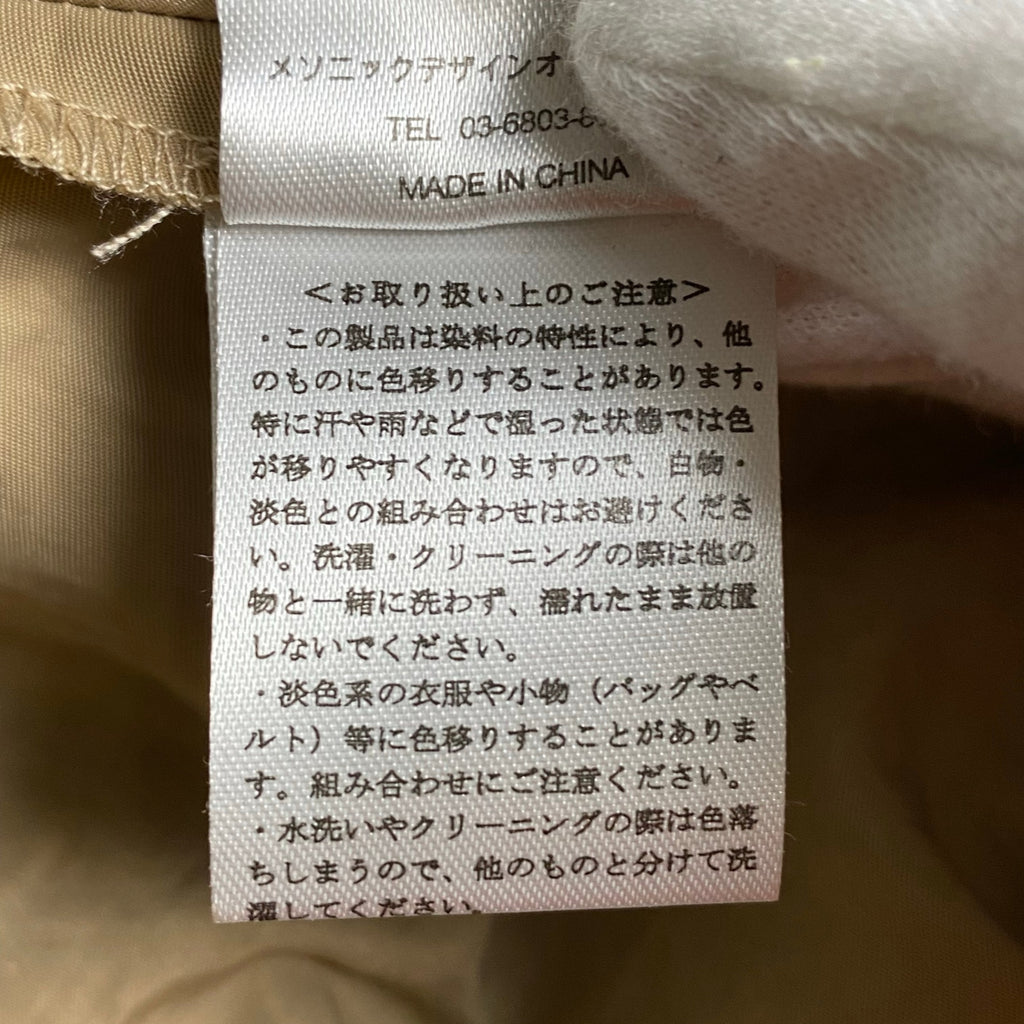 メソニックデザインオ
TEL 03-6803-8
MADE IN CHINA
＜お取り扱い上のご注意＞
・この製品は染料の特性により、他
のものに色移りすることがあります。
特に汗や雨などで湿った状態では色
が移りやすくなりますので、白物・
淡色との組み合わせはお避けくださ
い。洗濯・クリーニングの際は他の
物と一緒に洗わず、濡れたまま放置
しないでください。
・淡色系の衣服や小物（バッグやベ
ルト）等に色移りすることがありま
す。組み合わせにご注意ください。
・水洗いやクリーニングの際は色落
ちしまうので、他のものと分けて洗
濯してください。